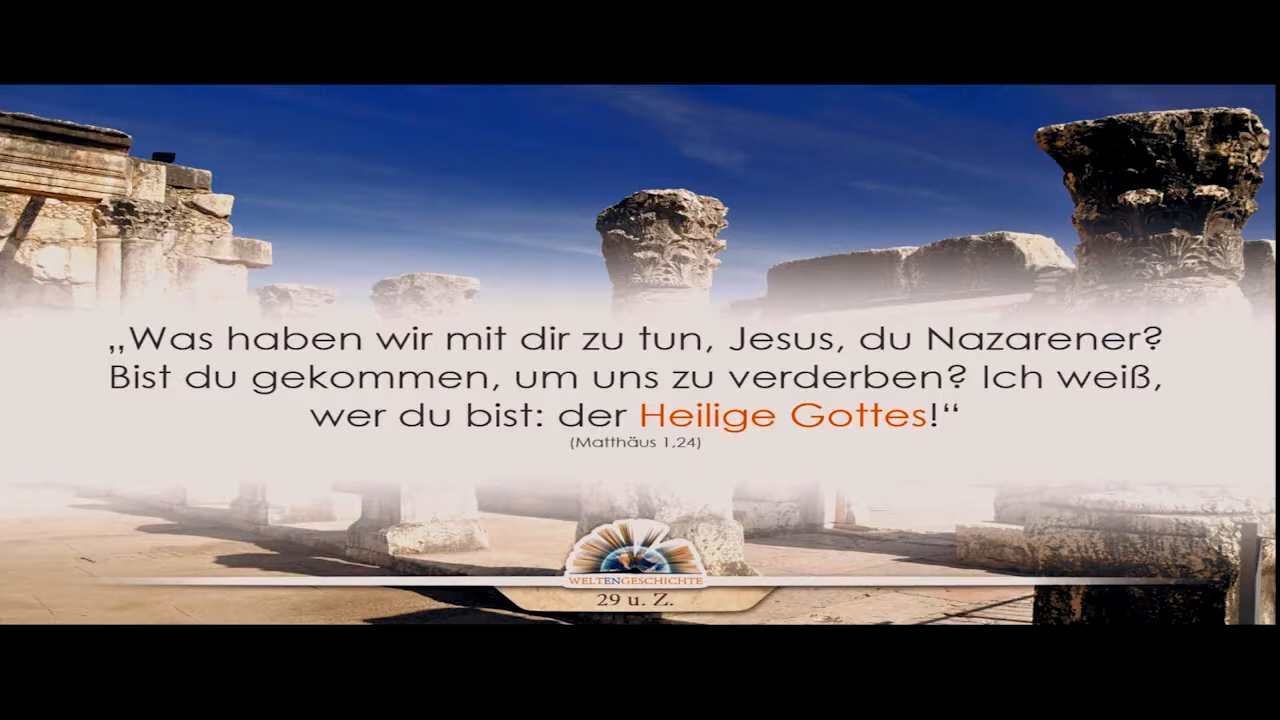 „Was haben wir mit dir zu tun, Jesus, du Nazarener?
Bist du gekommen, um uns zu verderben? Ich weiß,
wer du bist: der Heilige Gottes!“
(Matthäus 1,24)
WELTENGESCHICHTE
29 u. Z.